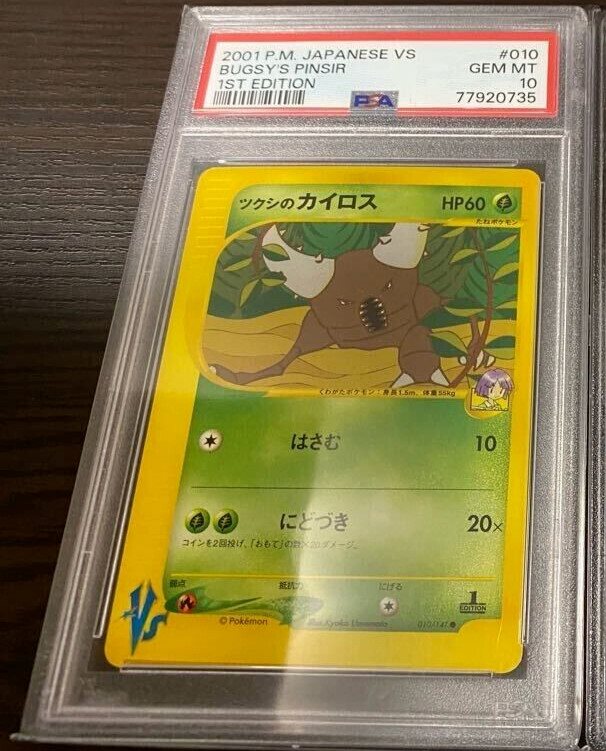 2001 P.M. JAPANESE VS #010
BUGSY'S PINSIR GEM MT
1ST EDITION 10
PSA 77920735
ツクシのカイロス HP60
たねポケモン
くわがたポケモン：身長1.5m、体重55kg
はさむ 10
にどづき 20×
コインを2回投げ、「おもて」の数×20ダメージ。
弱点 抵抗力 にげる
1
EDITION
VS
© Pokémon Illus. Kyoko Umemoto 010/141
PSA